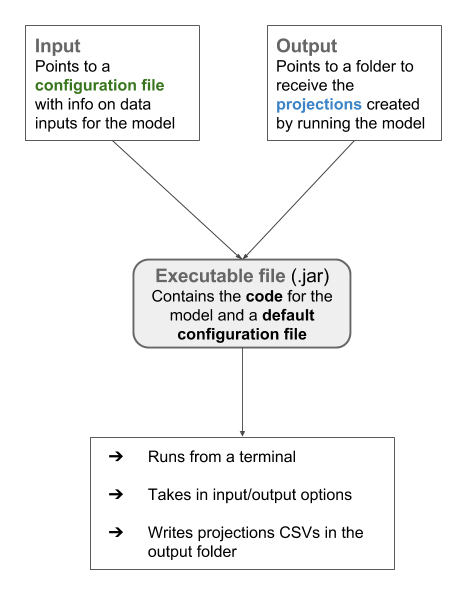 Input
Points to a
configuration file
with info on data
inputs for the model
Output
Points to a folder to
receive the
projections created
by running the model
Executable file (.jar)
Contains the code for the
model and a default
configuration file
➔ Runs from a terminal
➔ Takes in input/output options
➔ Writes projections CSVs in the
output folder